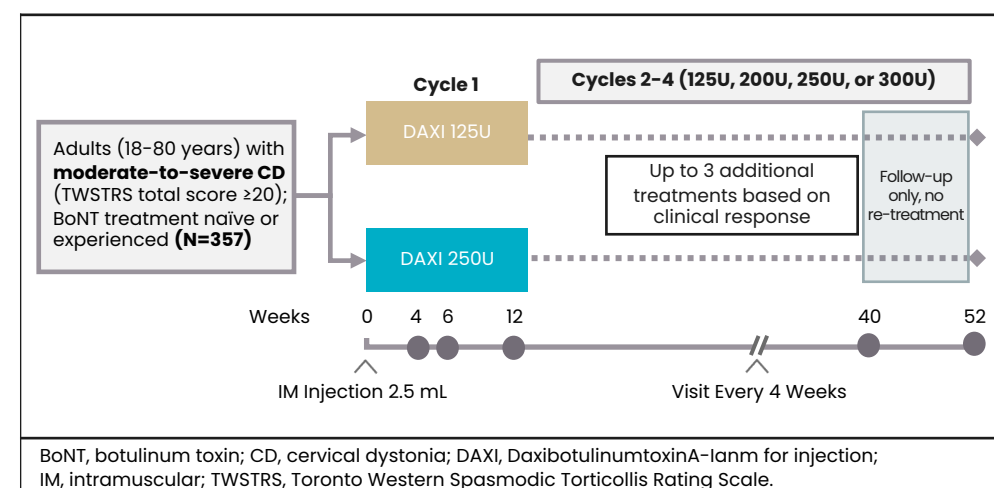 Cycle 1
Cycles 2-4 (125U, 200U, 250U, or 300U)
Adults (18-80 years) with
moderate-to-severe CD
(TWSTRS total score ≥20);
BoNT treatment naïve or
experienced (N=357)
DAXI 125U
DAXI 250U
Up to 3 additional
treatments based on
clinical response
Follow-up
only, no
re-treatment
Weeks 0 4 6 12 40 52
IM Injection 2.5 mL
Visit Every 4 Weeks
BoNT, botulinum toxin; CD, cervical dystonia; DAXI, DaxibotulinumtoxinA-lanm for injection;
IM, intramuscular; TWSTRS, Toronto Western Spasmodic Torticollis Rating Scale.